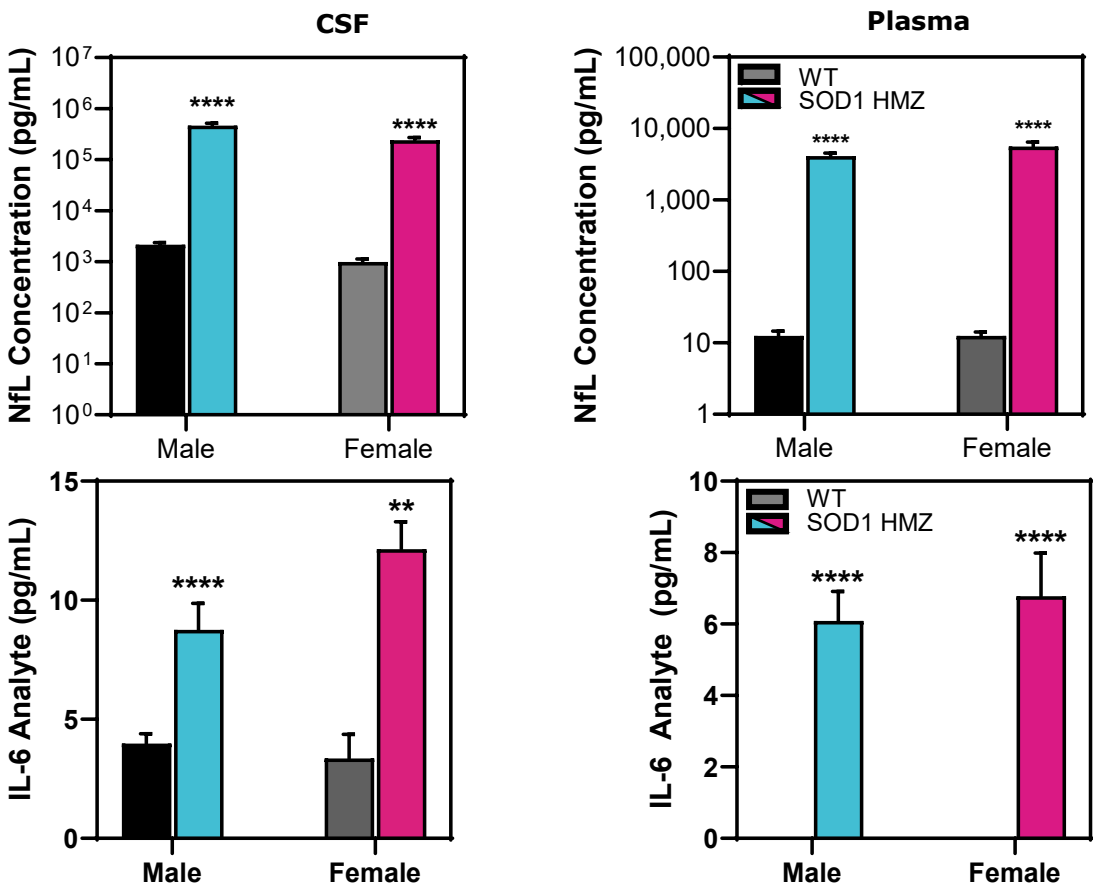 CSF
NfL Concentration (pg/mL)
10⁷
10⁶
10⁵
10⁴
10³
10²
10¹
10⁰
****
****
Male
Female
Plasma
NfL Concentration (pg/mL)
100,000
10,000
1,000
100
10
1
WT
SOD1 HMZ
****
****
Male
Female
IL-6 Analyte (pg/mL)
15
10
5
0
****
**
Male
Female
IL-6 Analyte (pg/mL)
10
8
6
4
2
0
WT
SOD1 HMZ
****
****
Male
Female